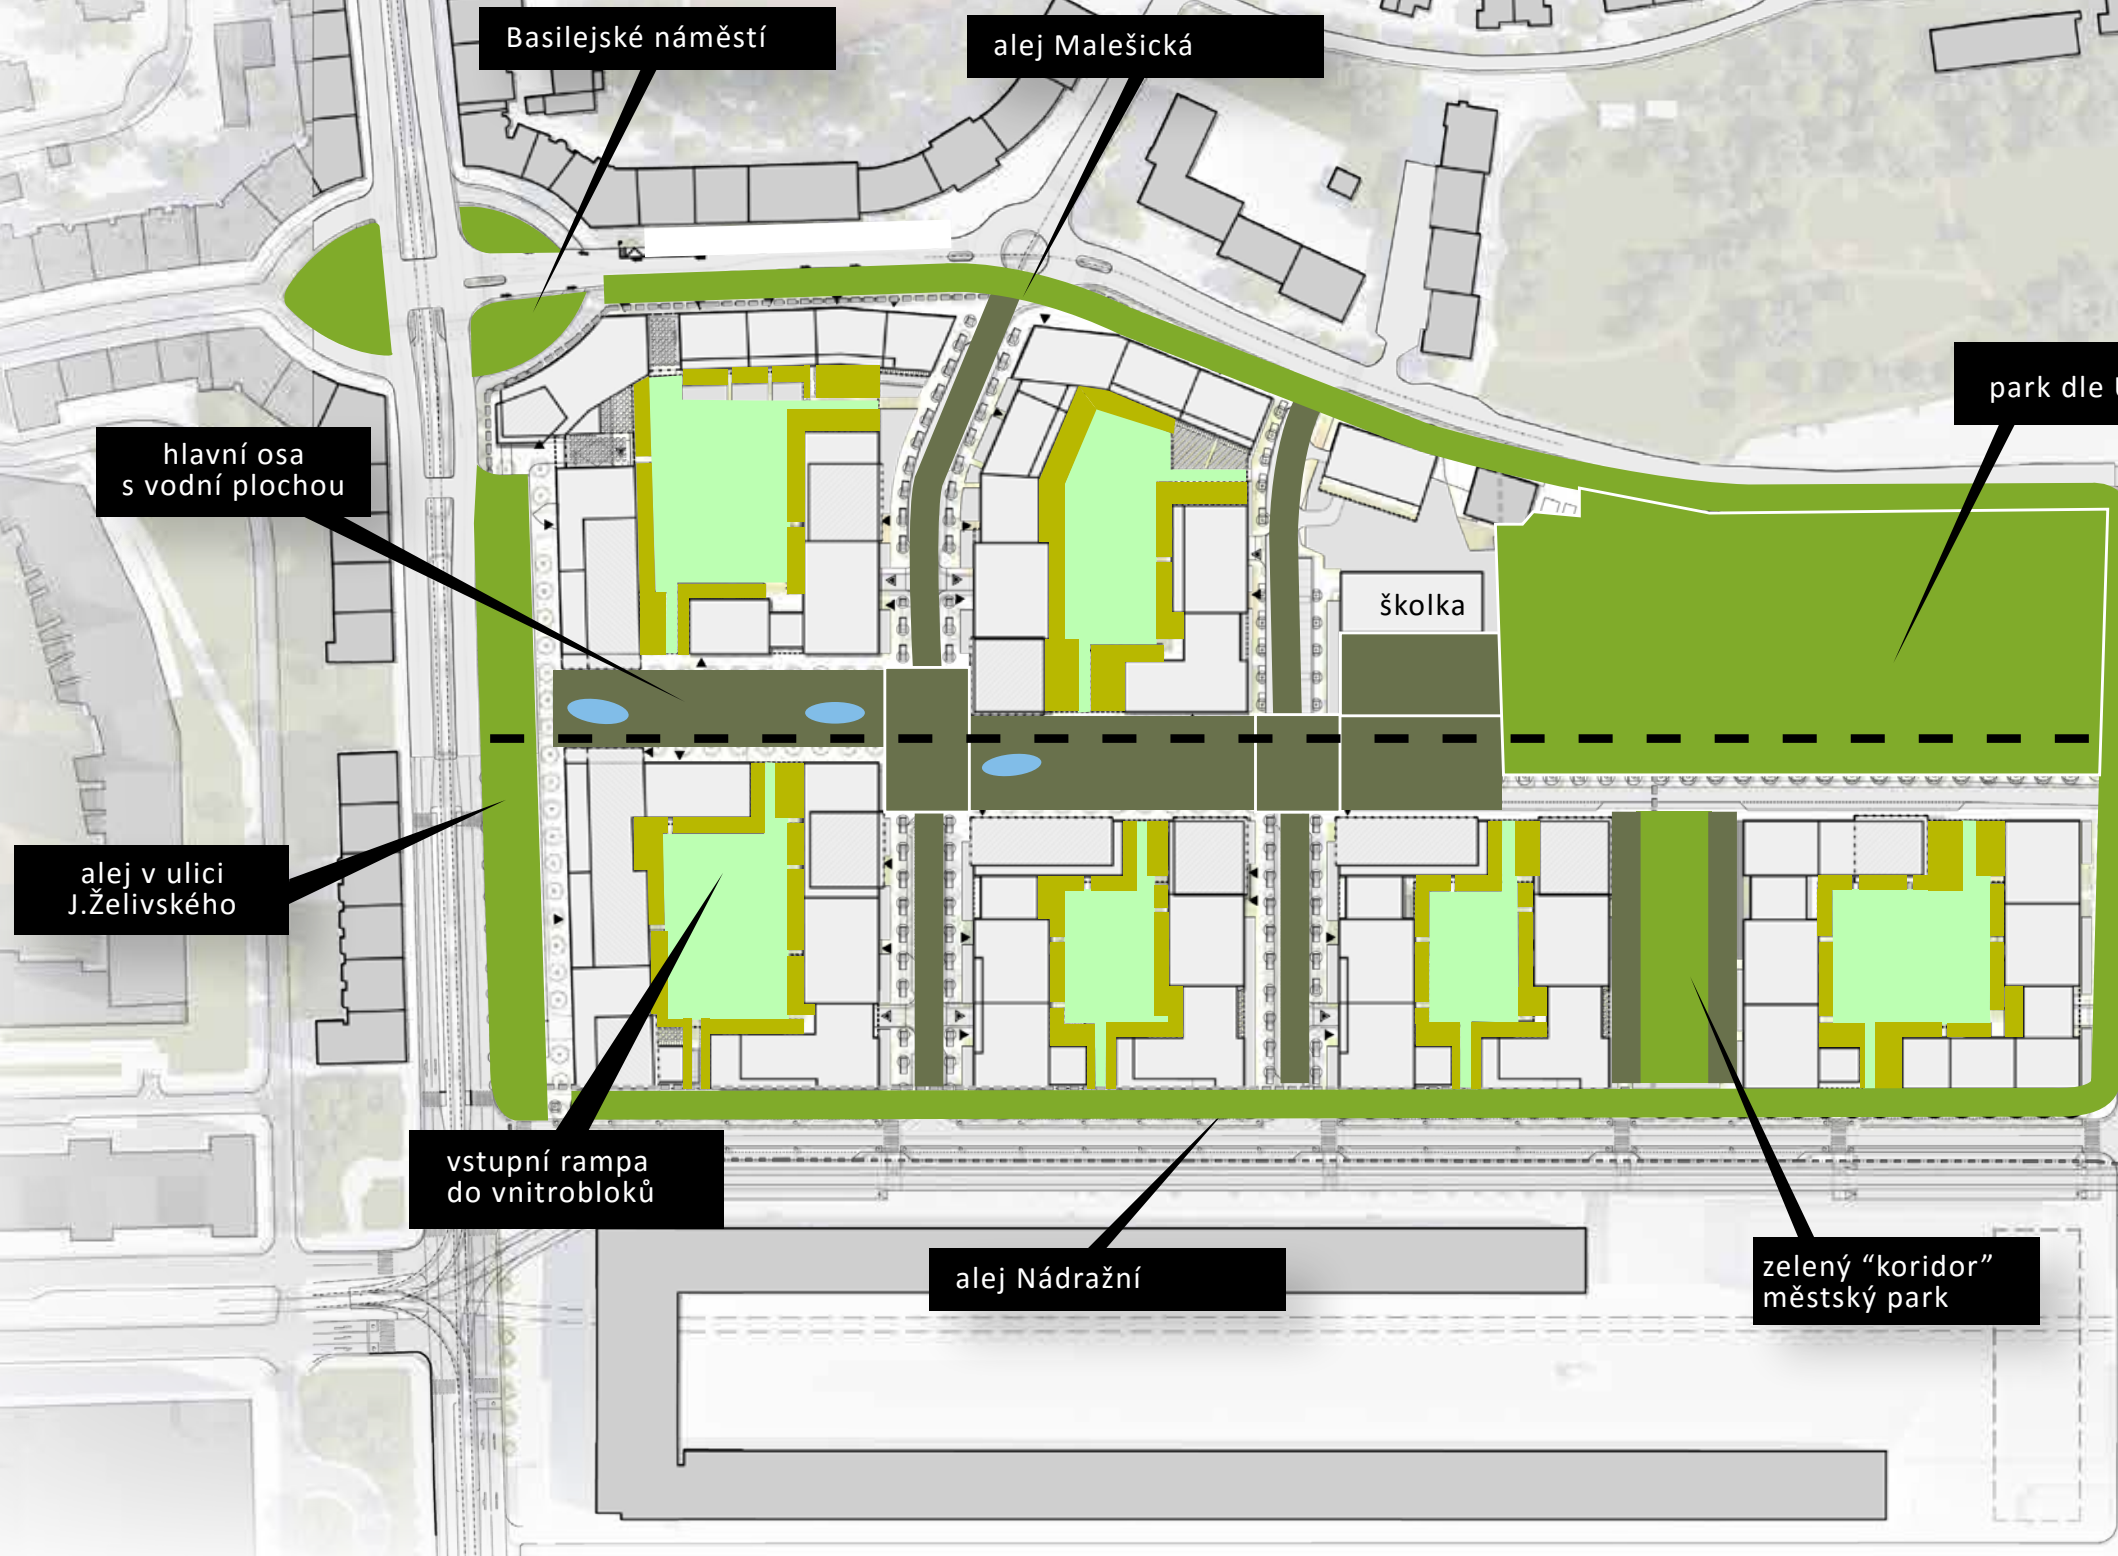 Basilejské náměstí
alej Malešická
park dle
hlavní osa
s vodní plochou
školka
alej v ulici
J.Želivského
vstupní rampa
do vnitrobloků
alej Nádražní
zelený “koridor”
městský park